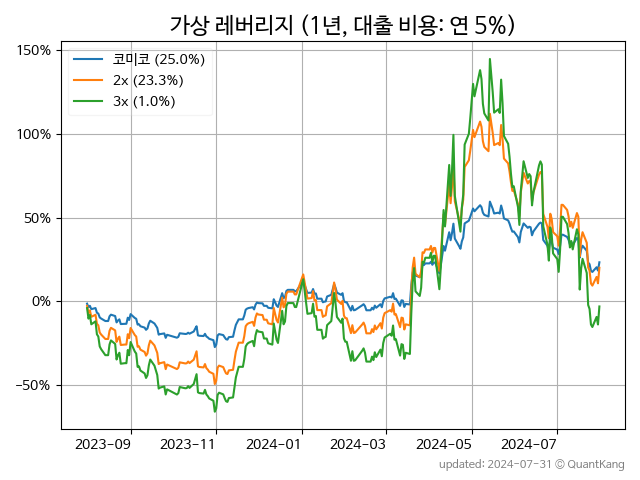 가상 레버리지 (1년, 대출 비용: 연 5%)
코미코 (25.0%)
2x (23.3%)
3x (1.0%)
150%
100%
50%
0%
−50%
2023-09
2023-11
2024-01
2024-03
2024-05
2024-07
updated: 2024-07-31 © QuantKang